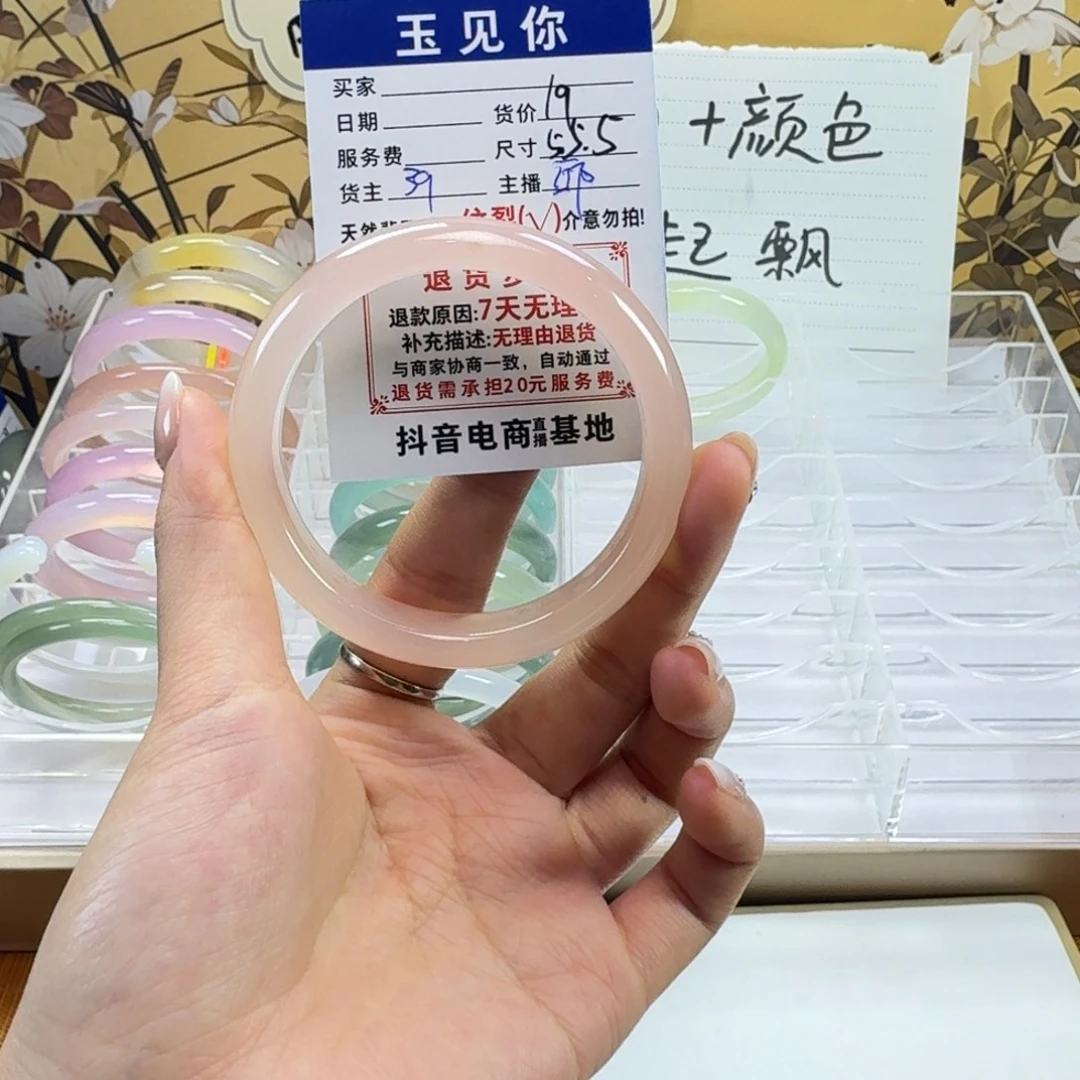 玉见你
买家
日期 货价 19
服务费 尺寸 55.5
货主 39 主播
天然 位裂(√)介意勿拍!
退货
退款原因:7天无理
补充描述:无理由退货
与商家协商一致，自动通过
退货需承担20元服务费
抖音电商直播基地
+颜色
起飘